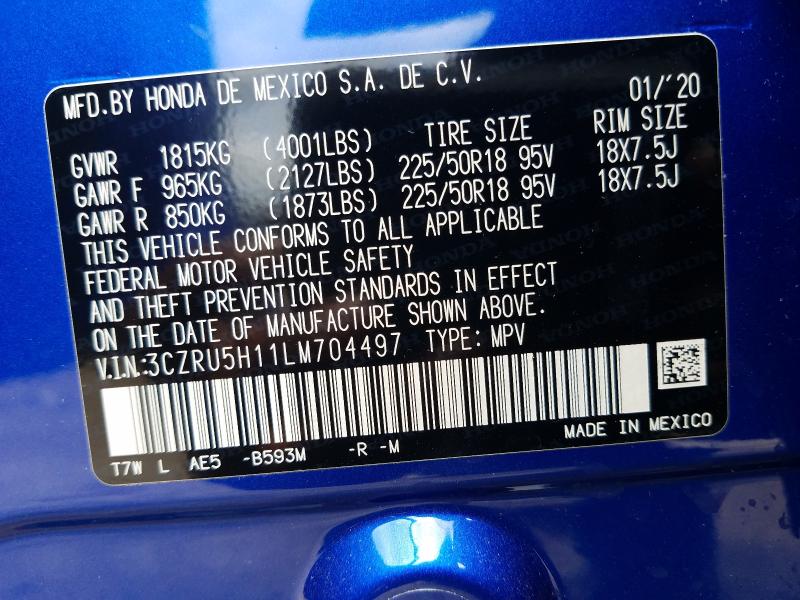 MFD.BY HONDA DE MEXICO S.A. DE C.V. 01/'20
TIRE SIZE RIM SIZE
GVWR 1815KG (4001LBS)
GAWR F 965KG (2127LBS) 225/50R18 95V 18X7.5J
GAWR R 850KG (1873LBS) 225/50R18 95V 18X7.5J
THIS VEHICLE CONFORMS TO ALL APPLICABLE
FEDERAL MOTOR VEHICLE SAFETY
AND THEFT PREVENTION STANDARDS IN EFFECT
ON THE DATE OF MANUFACTURE SHOWN ABOVE.
V.I.N:3CZRU5H11LM704497 TYPE: MPV
T7W L AE5 -B593M -R -M MADE IN MEXICO